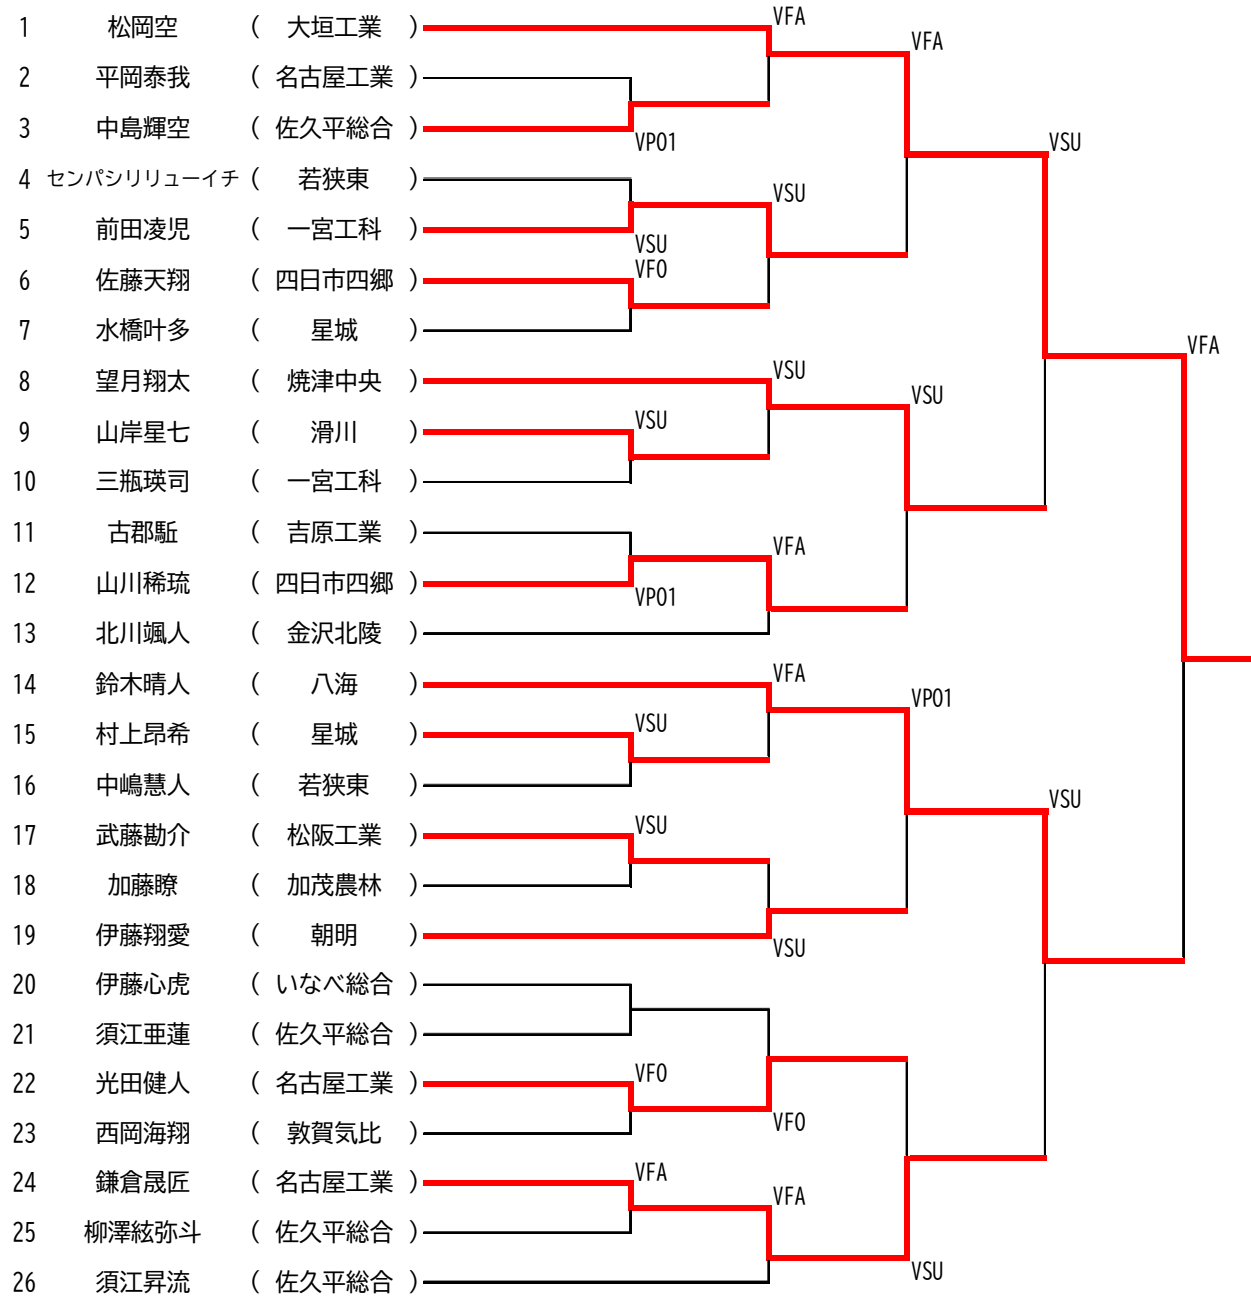 1 松岡空 ( 大垣工業 ) VFA
VFA
2 平岡泰我 ( 名古屋工業 )
3 中島輝空 ( 佐久平総合 ) VPO1
VSU
4 センパシリリューイチ ( 若狭東 )
VSU
5 前田凌児 ( 一宮工科 ) VSU
6 佐藤天翔 ( 四日市四郷 ) VFO
7 水橋叶多 ( 星城 )
VFA
8 望月翔太 ( 焼津中央 ) VSU
VSU
9 山岸星七 ( 滑川 ) VSU
10 三瓶瑛司 ( 一宮工科 )
11 古郡駈 ( 吉原工業 )
VFA
12 山川稀琉 ( 四日市四郷 ) VPO1
13 北川颯人 ( 金沢北陵 )
14 鈴木晴人 ( 八海 ) VFA
VPO1
15 村上昂希 ( 星城 ) VSU
16 中嶋慧人 ( 若狭東 )
VSU
17 武藤勘介 ( 松阪工業 ) VSU
18 加藤瞭 ( 加茂農林 )
19 伊藤翔愛 ( 朝明 ) VSU
20 伊藤心虎 ( いなべ総合 )
21 須江亜蓮 ( 佐久平総合 )
22 光田健人 ( 名古屋工業 ) VFO
VFO
23 西岡海翔 ( 敦賀気比 )
24 鎌倉晟匠 ( 名古屋工業 ) VFA
VFA
25 柳澤絃弥斗 ( 佐久平総合 )
26 須江昇流 ( 佐久平総合 ) VSU